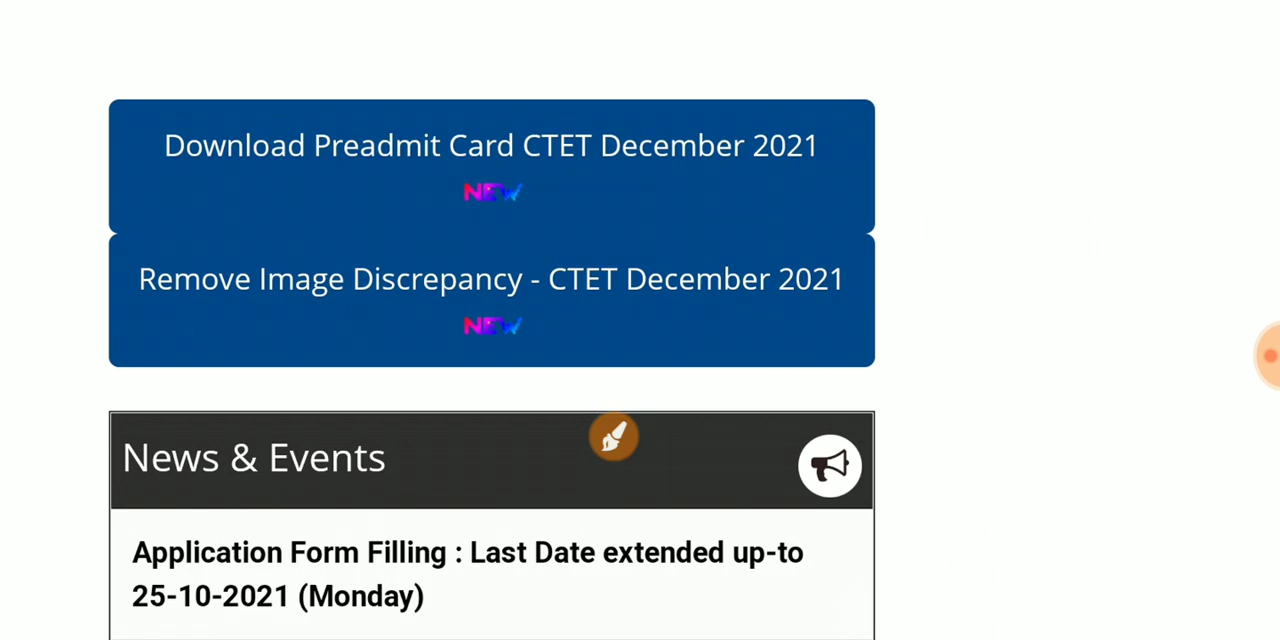 Download Preadmit Card CTET December 2021
NEW
Remove Image Discrepancy - CTET December 2021
NEW
News & Events
Application Form Filling : Last Date extended up-to
25-10-2021 (Monday)